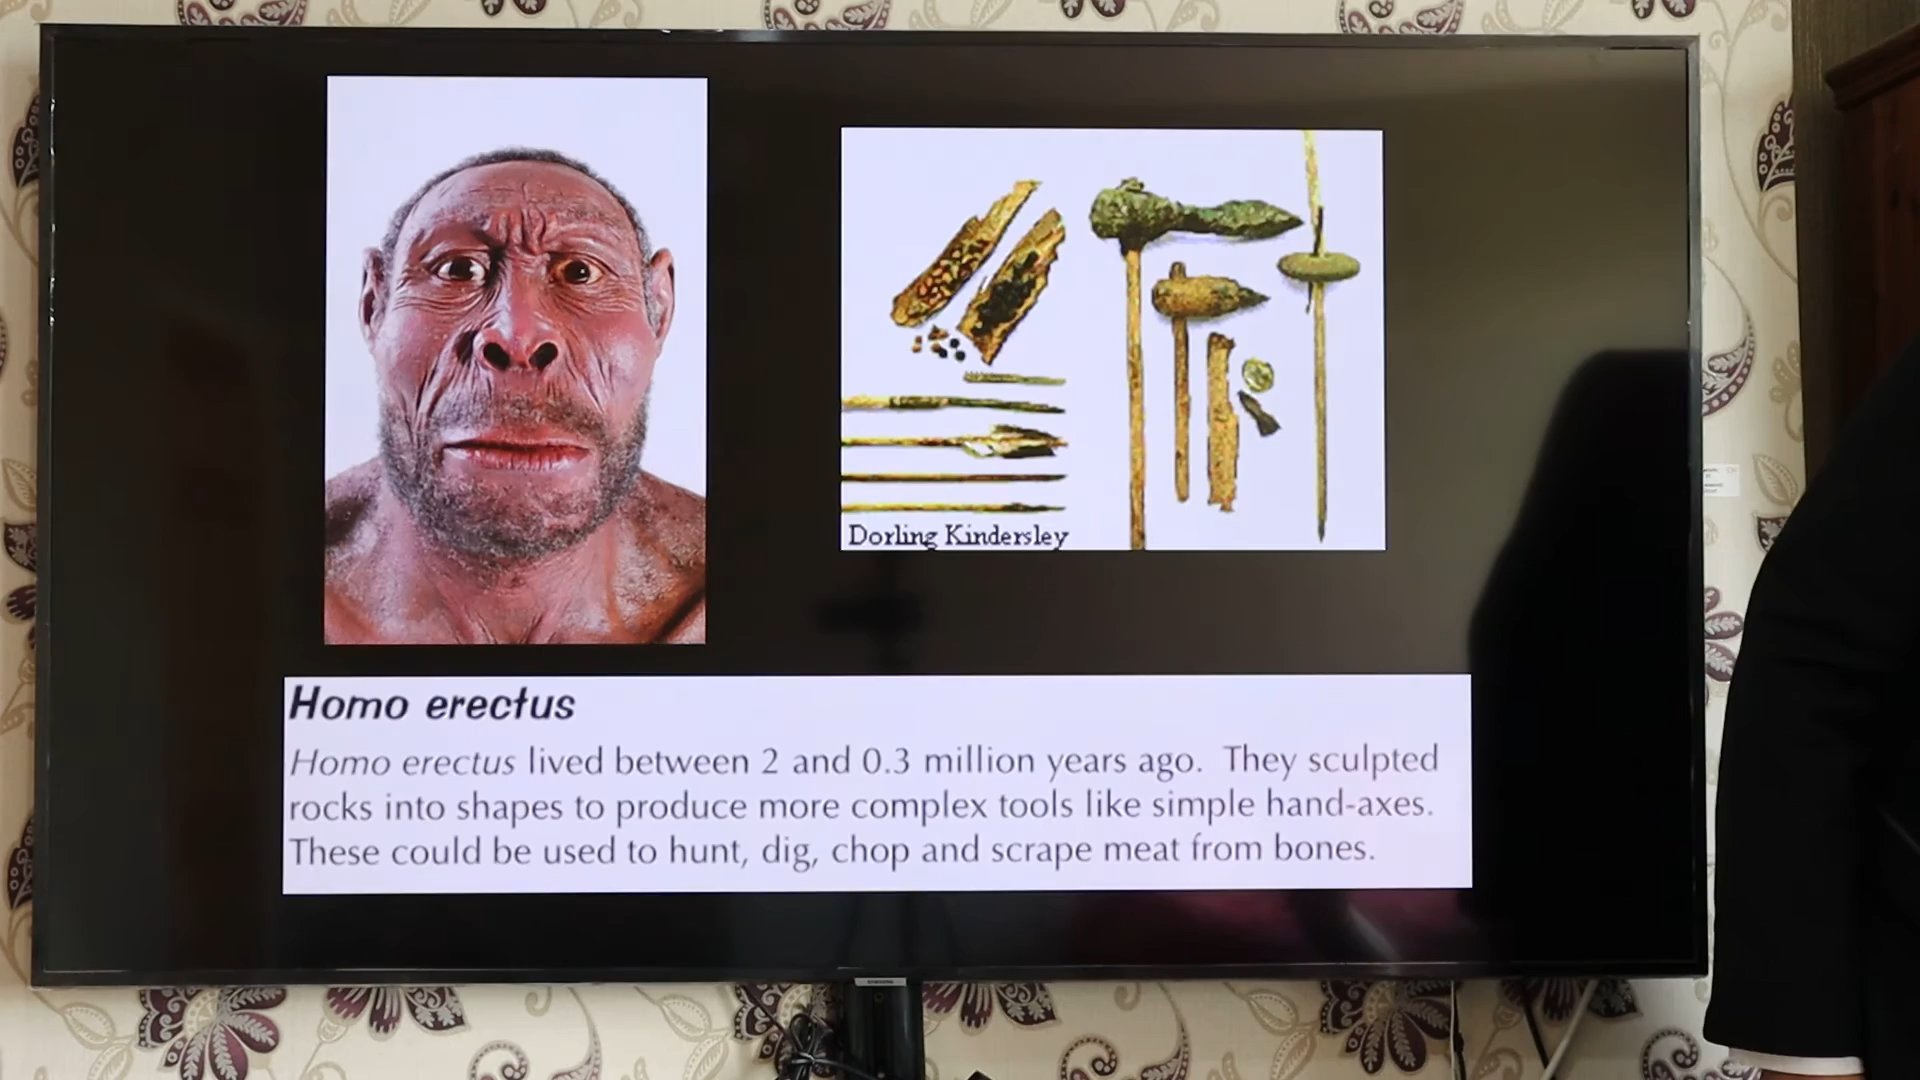 Dorling Kindersley
Homo erectus
Homo erectus lived between 2 and 0.3 million years ago. They sculpted
rocks into shapes to produce more complex tools like simple hand-axes.
These could be used to hunt, dig, chop and scrape meat from bones.
SAMSUNG